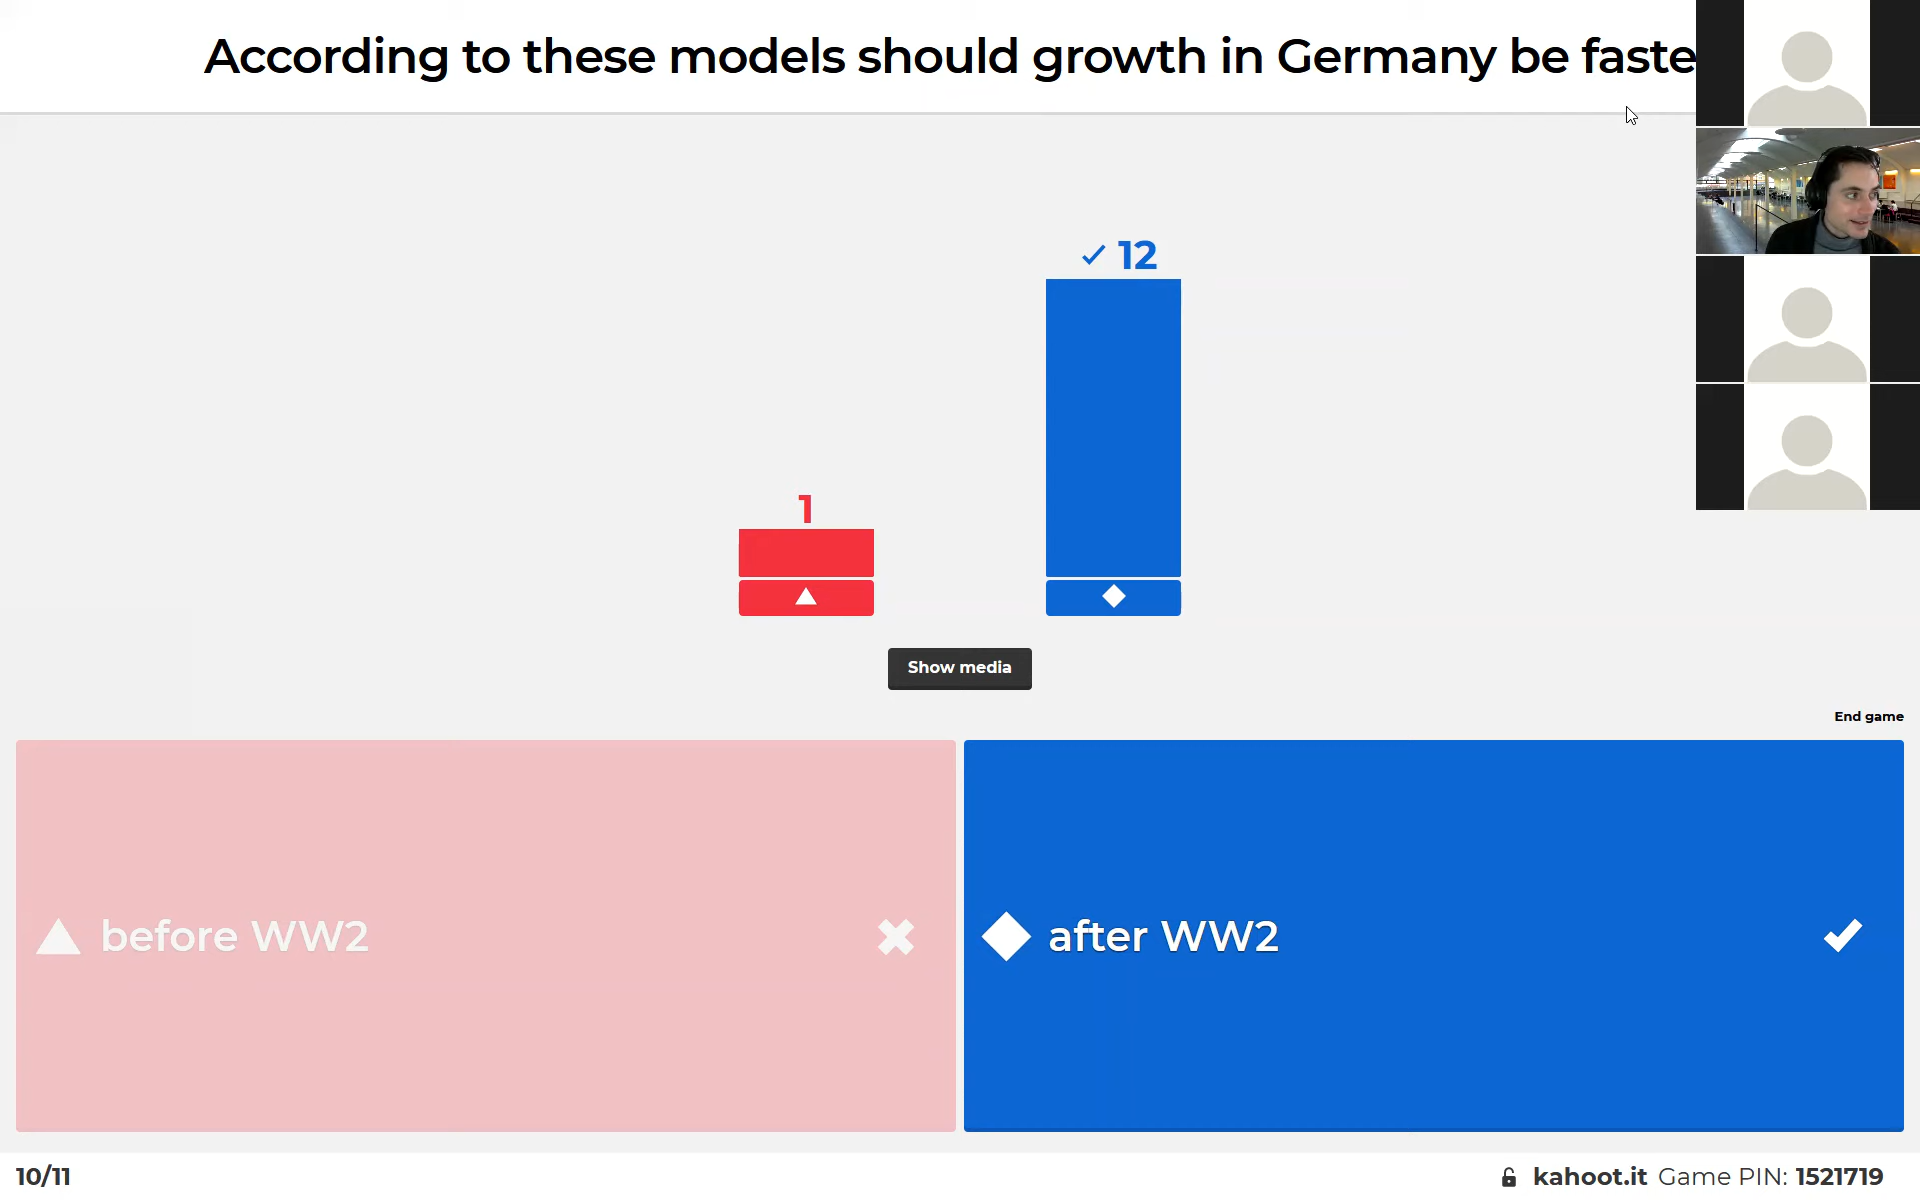 According to these models should growth in Germany be faste
12
1
Show media
End game
before WW2
after WW2
10/11
kahoot.it Game PIN: 1521719